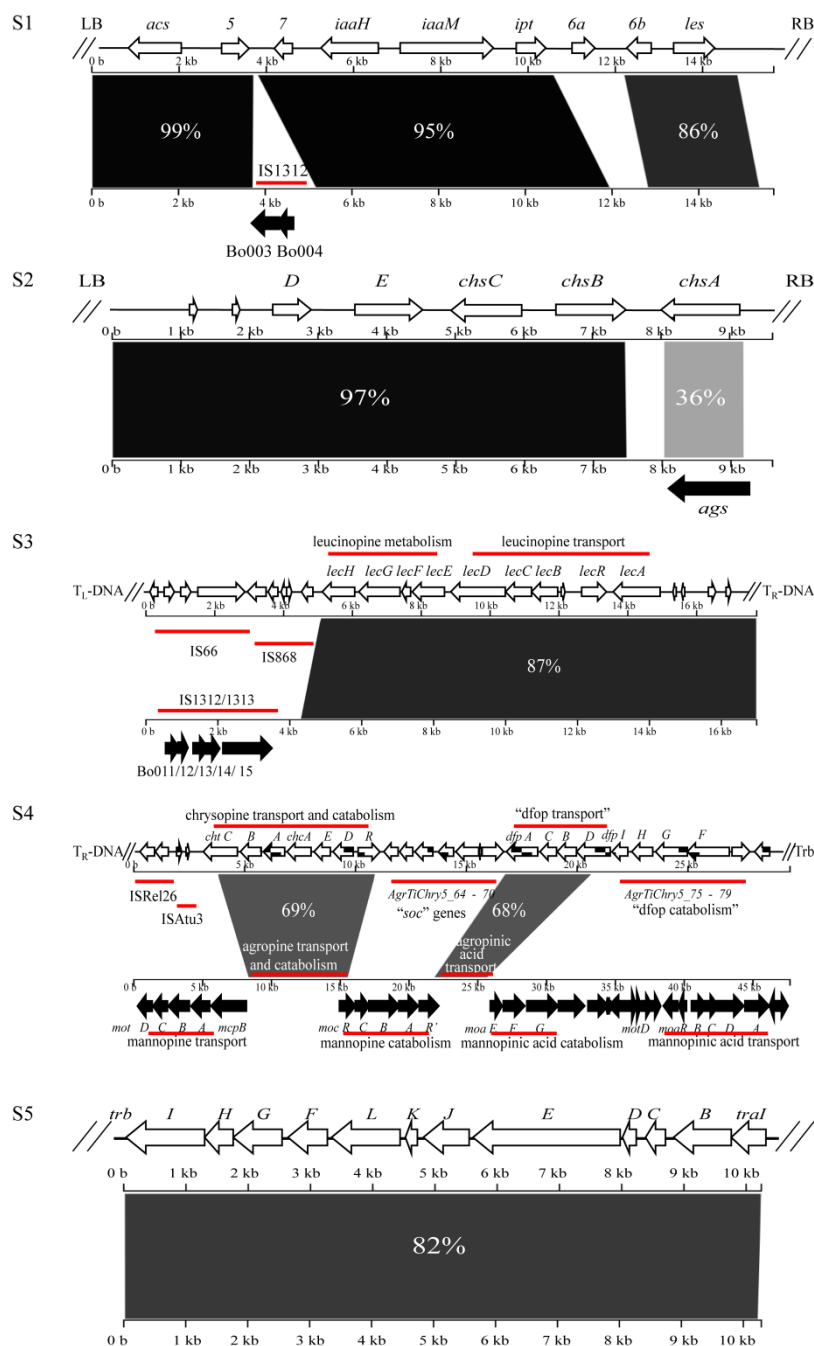 S1 LB acs 5 7 iaaH iaaM ipt 6a 6b les RB
2 kb 4 kb 6 kb 8 kb 10 kb 12 kb 14 kb
99% 95% 86%
IS1312
0 b 2 kb 4 kb 6 kb 8 kb 10 kb 12 kb 14 kb
Bo003 Bo004
S2 LB D E chsC chsB chsA RB
0 b 1 kb 2 kb 3 kb 4 kb 5 kb 6 kb 7 kb 8 kb 9 kb
97% 36%
0 b 1 kb 2 kb 3 kb 4 kb 5 kb 6 kb 7 kb 8 kb 9 kb
ags
S3 leucinopine metabolism leucinopine transport
lecH lecG lecF lecE lecD lecC lecB lecR lecA
TL-DNA TR-DNA
0 b 2 kb 4 kb 6 kb 8 kb 10 kb 12 kb 14 kb 16 kb
IS66 IS868
87%
IS1312/1313
0 b 2 kb 4 kb 6 kb 8 kb 10 kb 12 kb 14 kb 16 kb
Bo011/12/13/14/ 15
S4 chrysopine transport and catabolism “dfop transport”
cht C B A chcA E D R dfp A C B D dfp I H G F
TR-DNA Trb
0 b 5 kb 10 kb 15 kb 20 kb 25 kb
ISRel26 AgrTiChry5_64 - 70 AgrTiChry5_75 - 79
ISAtu3 69% “soc” genes 68% “dfop catabolism”
agropine transport and catabolism
agropinic acid transport
0 b 5 kb 10 kb 15 kb 20 kb 25 kb 30 kb 35 kb 40 kb 45 kb
mot D C B A mcpB moc R C B A R' moa E F G motD moaR B C D A
mannopine transport mannopine catabolism mannopinic acid catabolism mannopinic acid transport
S5 trb I H G F L K J E D C B traI
0 b 1 kb 2 kb 3 kb 4 kb 5 kb 6 kb 7 kb 8 kb 9 kb 10 kb
82%
0 b 1 kb 2 kb 3 kb 4 kb 5 kb 6 kb 7 kb 8 kb 9 kb 10 kb